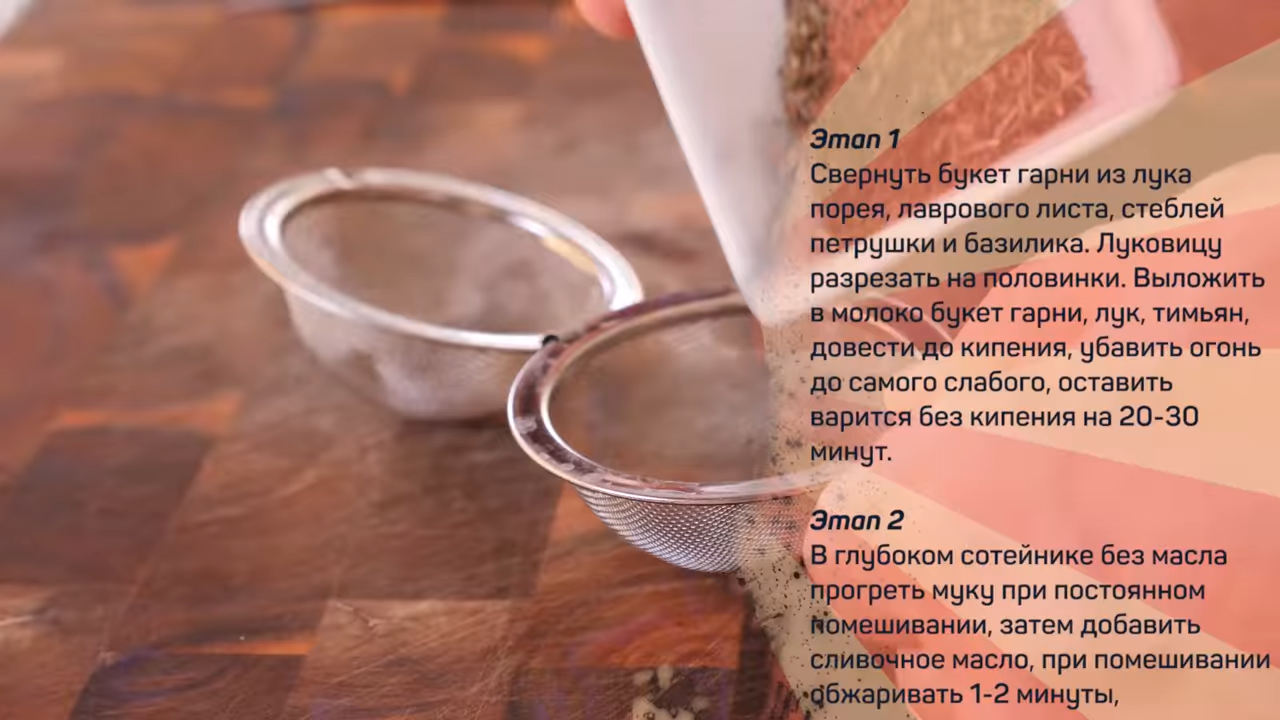 Этап 1
Свернуть букет гарни из лука
порея, лаврового листа, стеблей
петрушки и базилика. Луковицу
разрезать на половинки. Выложить
в молоко букет гарни, лук, тимьян,
довести до кипения, убавить огонь
до самого слабого, оставить
варится без кипения на 20-30
минут.
Этап 2
В глубоком сотейнике без масла
прогреть муку при постоянном
помешивании, затем добавить
сливочное масло, при помешивании
обжаривать 1-2 минуты,